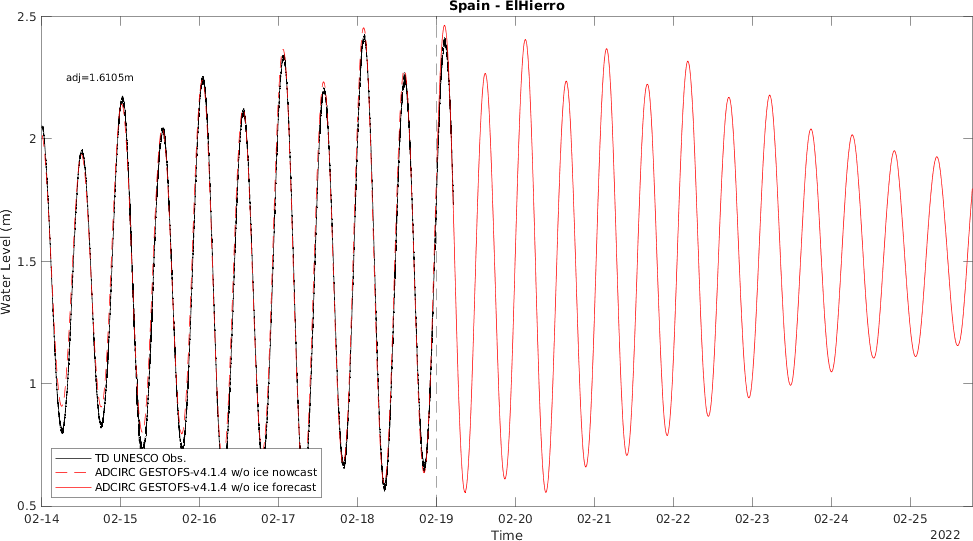 Spain - ElHierro
2.5
adj=1.6105m
2
1.5
1
0.5
Water Level (m)
TD UNESCO Obs.
ADCIRC GESTOFS-v4.1.4 w/o ice nowcast
ADCIRC GESTOFS-v4.1.4 w/o ice forecast
02-14 02-15 02-16 02-17 02-18 02-19 02-20 02-21 02-22 02-23 02-24 02-25
2022
Time